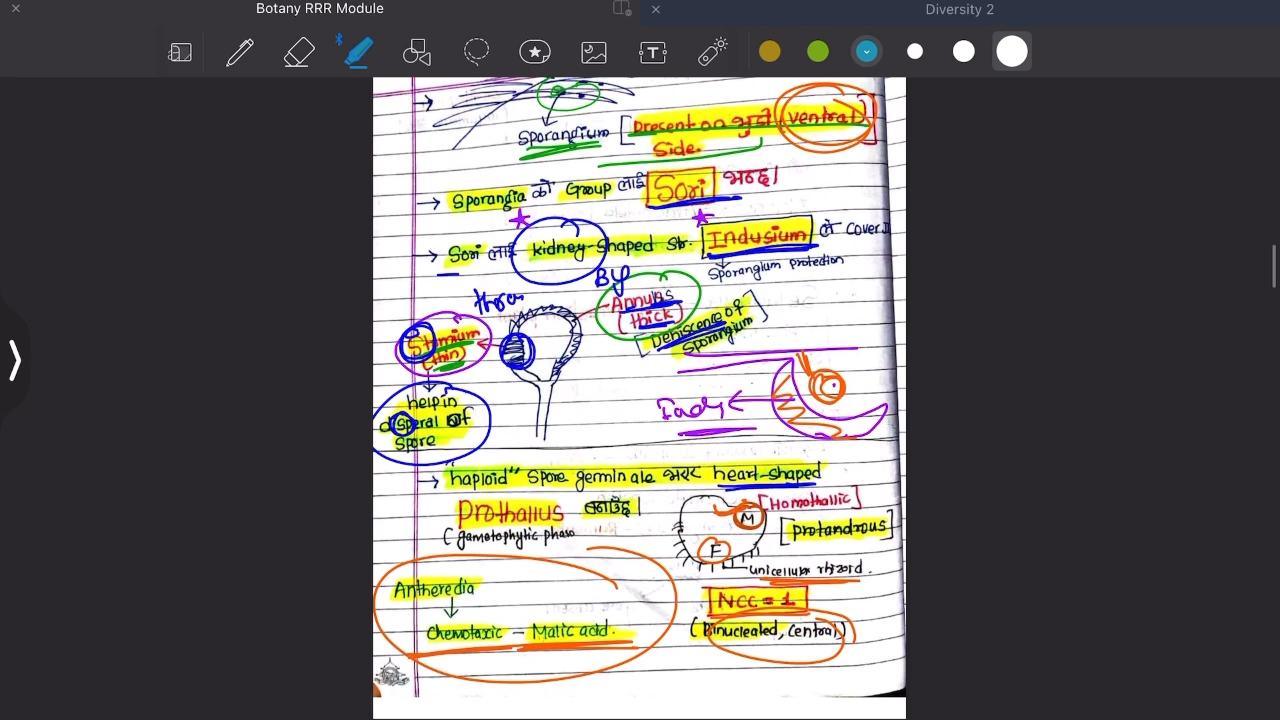 Botany RRR Module
Diversity 2
→
Sporangium [Present on भुडी (ventral)]
Side.
→ Sporangia को Group लाई Sori भन्छ।
→ Sori लाई kidney-shaped str. Indusium ले cover
Sporangium protection
BY
Annulus
(thick)
[Dehiscence of
Sporangium]
Stomium
(thin)
help in
disperal of
spore
→ "haploid" Spore germinate भएर heart-shaped
Prothallus बनाउँछ।
(Gametophytic phase
[Homothallic]
M
[Protandrous]
F
unicellular rhizoid.
Antheredia
↓
Chemotaxic – Malic acid.
NCC = 1
(Binucleated, central)